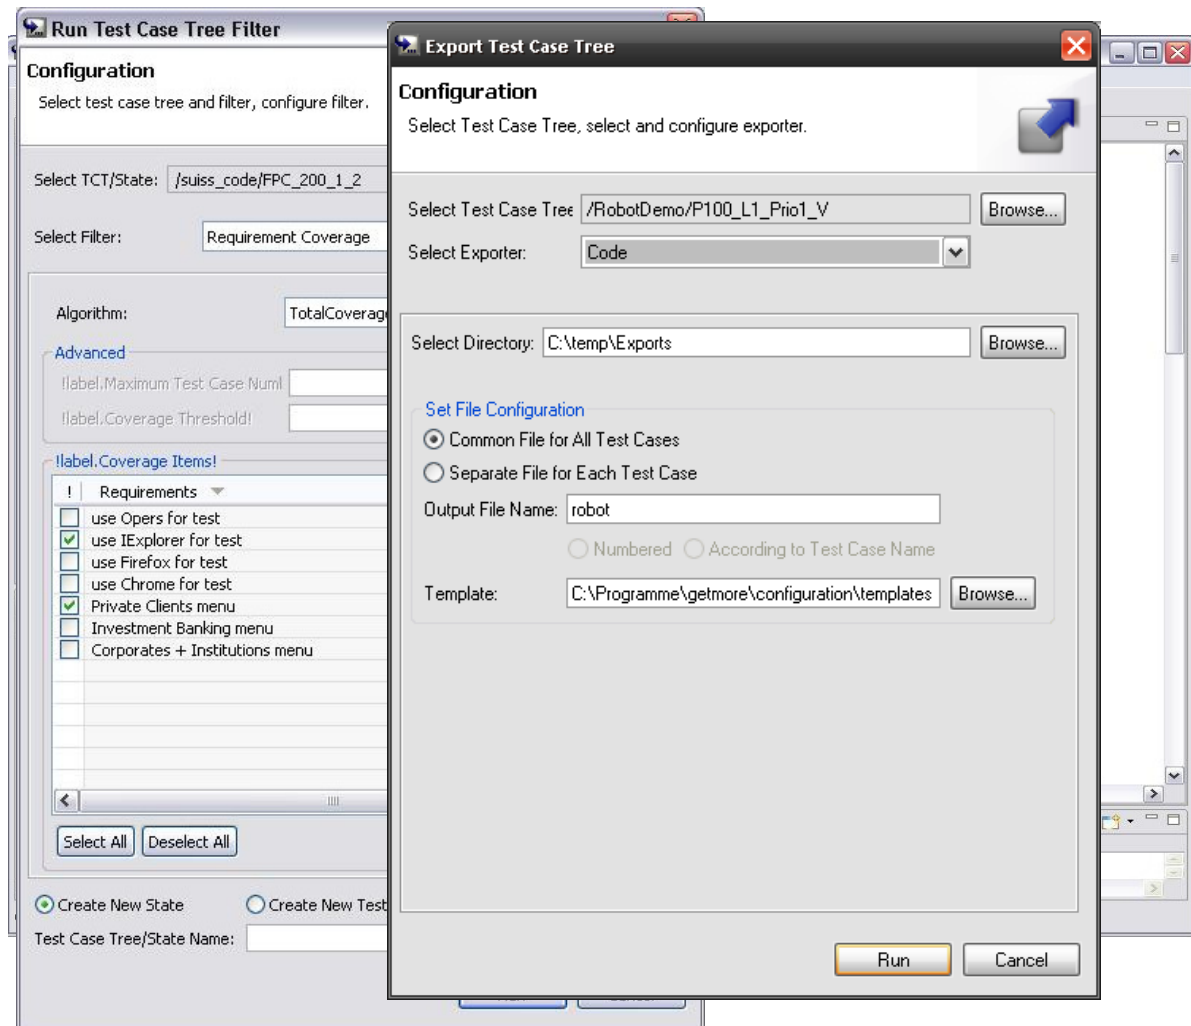 Run Test Case Tree Filter
Configuration
Select test case tree and filter, configure filter.
Select TCT/State: /suiss_code/FPC_200_1_2
Select Filter: Requirement Coverage
Algorithm: TotalCoverag
Advanced
!label.Maximum Test Case Numl
!label.Coverage Threshold!
!label.Coverage Items!
! Requirements
use Opers for test
use IExplorer for test
use Firefox for test
use Chrome for test
Private Clients menu
Investment Banking menu
Corporates + Institutions menu
Select All Deselect All
Create New State Create New Test
Test Case Tree/State Name:
Export Test Case Tree
Configuration
Select Test Case Tree, select and configure exporter.
Select Test Case Tree /RobotDemo/P100_L1_Prio1_V Browse...
Select Exporter: Code
Select Directory: C:\temp\Exports Browse...
Set File Configuration
Common File for All Test Cases
Separate File for Each Test Case
Output File Name: robot
Numbered According to Test Case Name
Template: C:\Programme\getmore\configuration\templates Browse...
Run Cancel